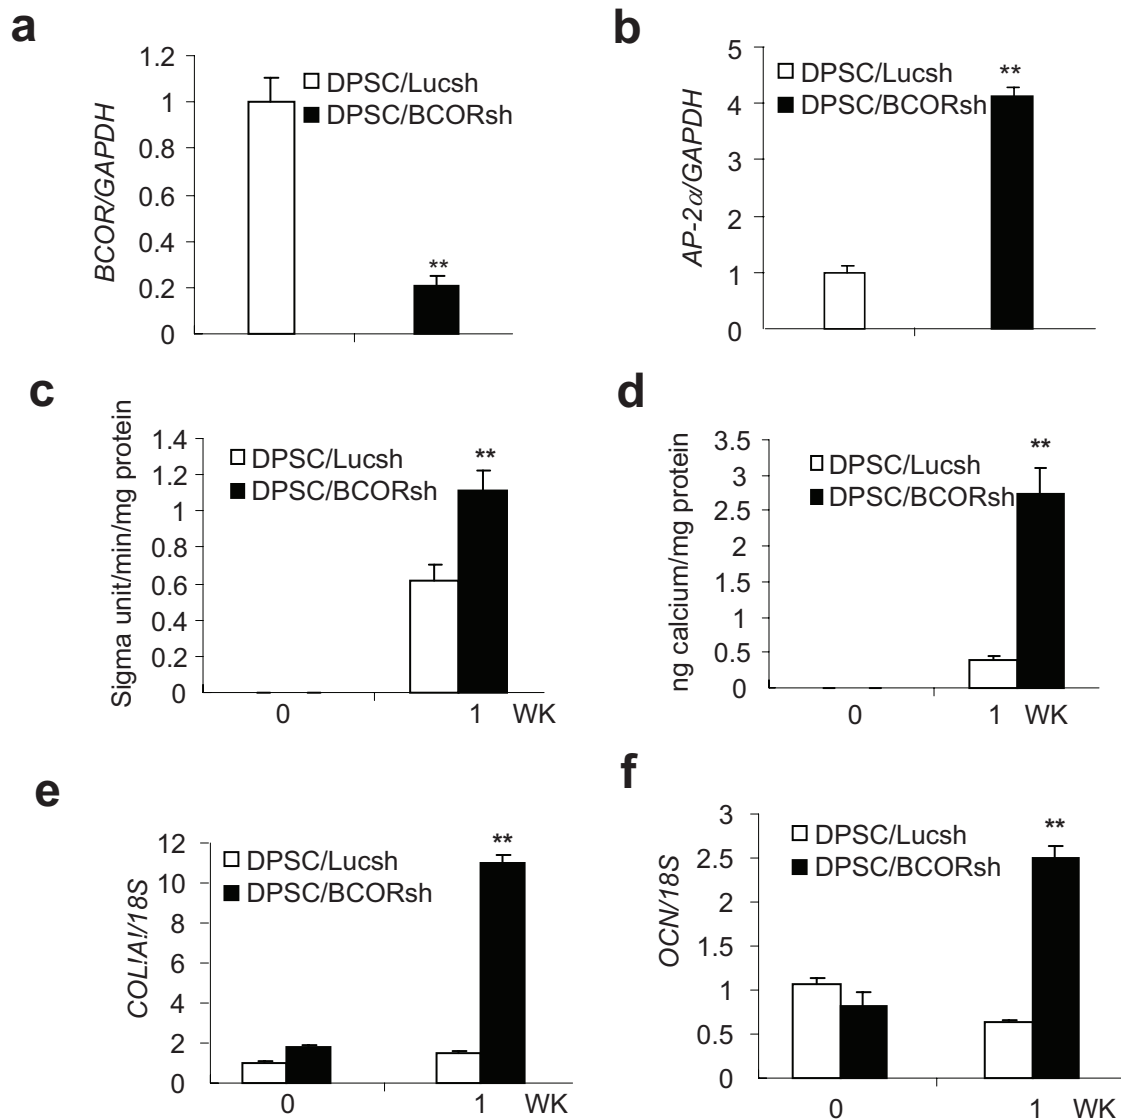 a
1.2
1
0.8
0.6
0.4
0.2
0
BCOR/GAPDH
DPSC/Lucsh
DPSC/BCORsh
**
b
5
4
3
2
1
0
AP-2α/GAPDH
DPSC/Lucsh
DPSC/BCORsh
**
c
1.4
1.2
1
0.8
0.6
0.4
0.2
0
Sigma unit/min/mg protein
DPSC/Lucsh
DPSC/BCORsh
**
0 1 WK
d
3.5
3
2.5
2
1.5
1
0.5
0
ng calcium/mg protein
DPSC/Lucsh
DPSC/BCORsh
**
0 1 WK
e
12
10
8
6
4
2
0
COL!A!/18S
DPSC/Lucsh
DPSC/BCORsh
**
0 1 WK
f
3
2.5
2
1.5
1
0.5
0
OCN/18S
DPSC/Lucsh
DPSC/BCORsh
**
0 1 WK